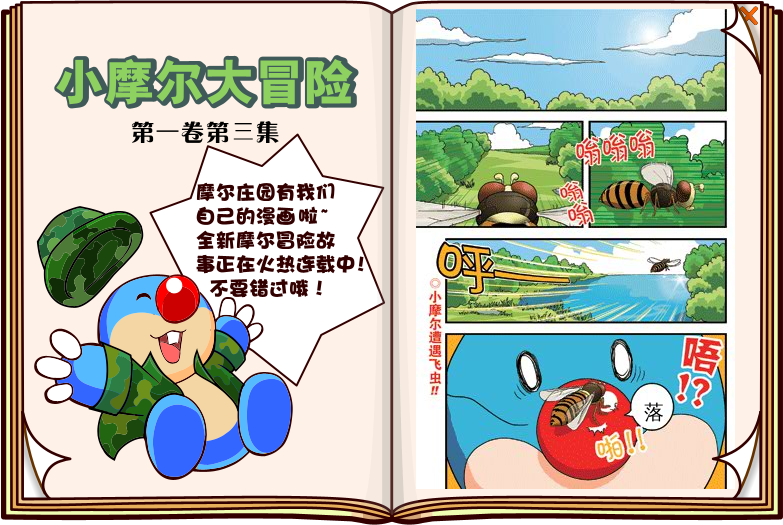 小摩尔大冒险
第一卷第三集
摩尔庄园有我们
自己的漫画啦~
全新摩尔冒险故
事正在火热连载中!
不要错过哦！
嗡嗡嗡
嗡
嗡
呼——
◎小摩尔遭遇飞虫!!
唔!?
落
啪!!